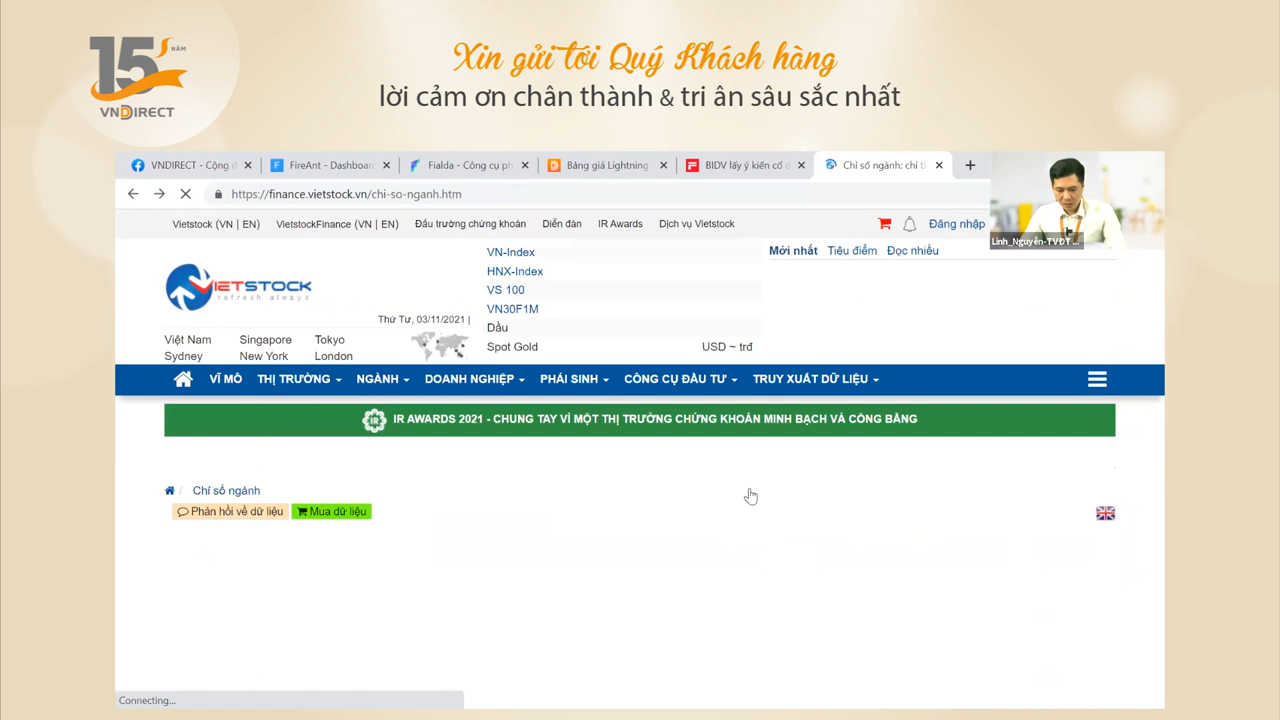 15 NĂM
VNDIRECT
Xin gửi tới Quý Khách hàng
lời cảm ơn chân thành & tri ân sâu sắc nhất
VNDIRECT - Cộng đ
FireAnt - Dashboar
Fialda - Công cụ ph
Bảng giá Lightning
BIDV lấy ý kiến cổ đ
Chỉ số ngành: chỉ t
https://finance.vietstock.vn/chi-so-nganh.htm
Linh_Nguyễn-TVĐT ...
Vietstock (VN | EN) VietstockFinance (VN | EN) Đấu trường chứng khoán Diễn đàn IR Awards Dịch vụ Vietstock Đăng nhập
VIETSTOCK
refresh always
Thứ Tư, 03/11/2021 |
Việt Nam Singapore Tokyo
Sydney New York London
VN-Index
HNX-Index
VS 100
VN30F1M
Dầu
Spot Gold USD ~ trđ
Mới nhất Tiêu điểm Đọc nhiều
VĨ MÔ THỊ TRƯỜNG NGÀNH DOANH NGHIỆP PHÁI SINH CÔNG CỤ ĐẦU TƯ TRUY XUẤT DỮ LIỆU
IR AWARDS 2021 - CHUNG TAY VÌ MỘT THỊ TRƯỜNG CHỨNG KHOÁN MINH BẠCH VÀ CÔNG BẰNG
/ Chỉ số ngành
Phản hồi về dữ liệu Mua dữ liệu
Connecting...